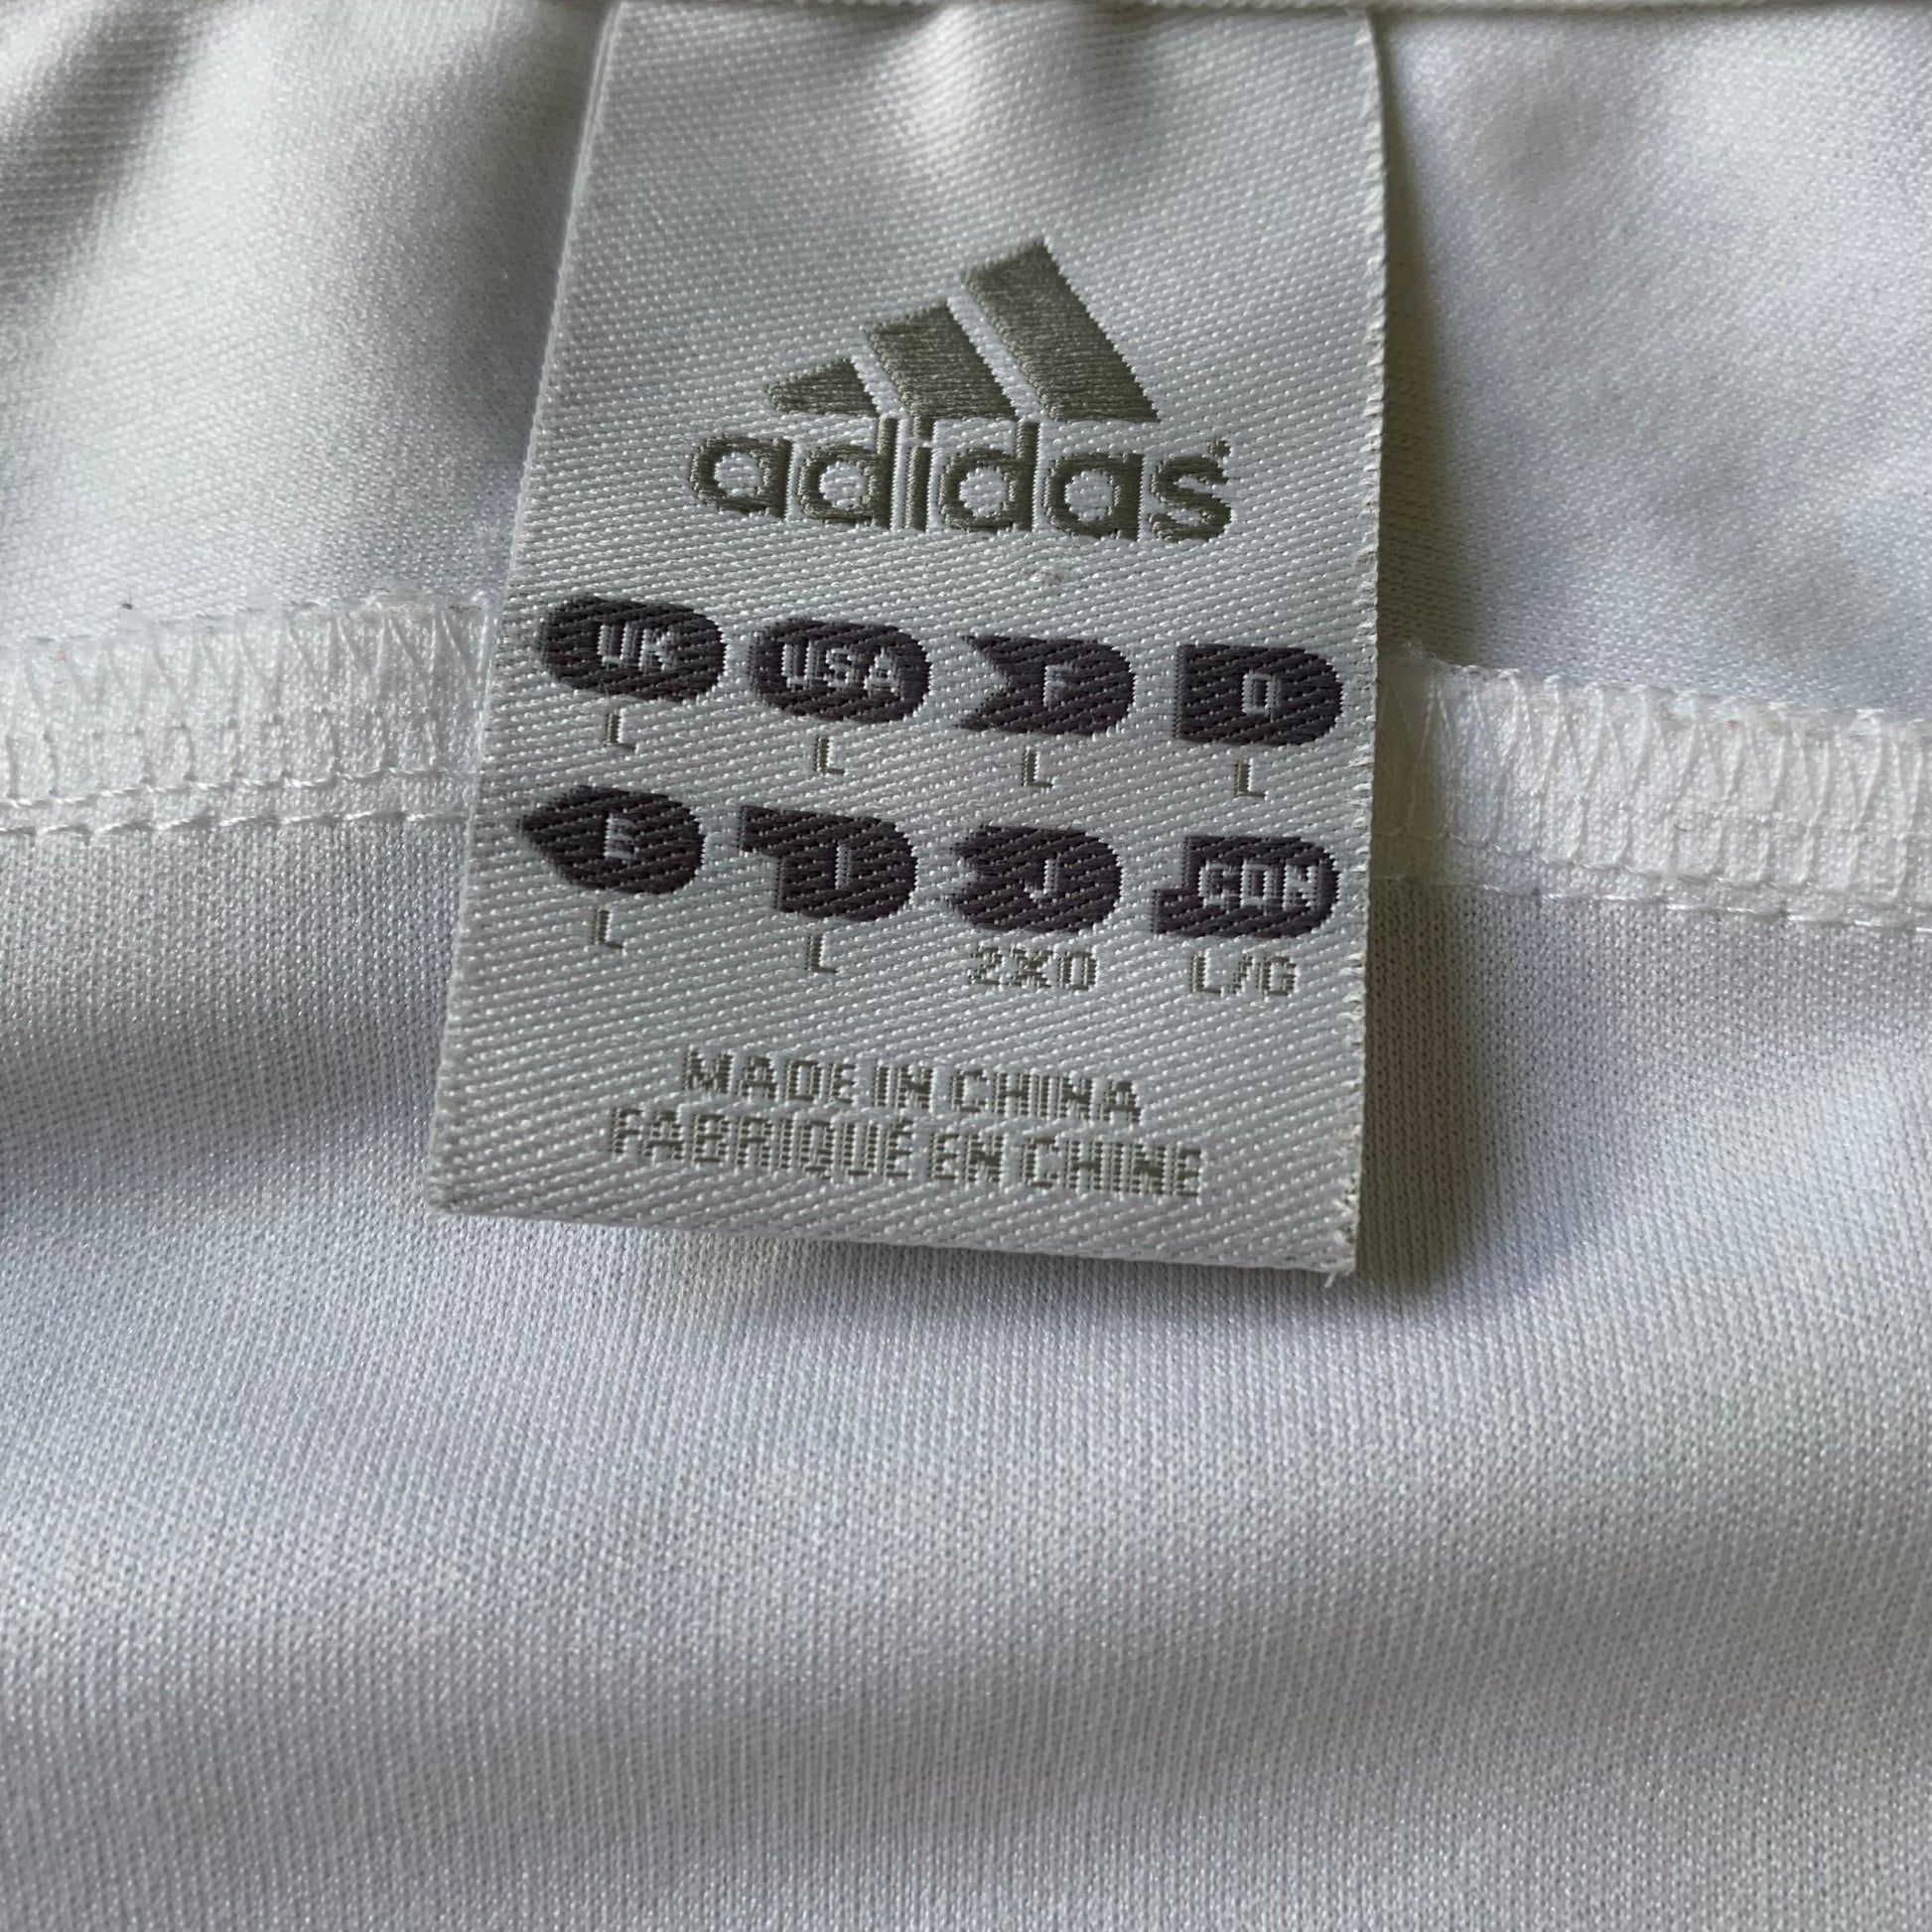 adidas
UK USA F D
L L L L
E I J CDN
L L 2XO L/G
MADE IN CHINA
FABRIQUÉ EN CHINE